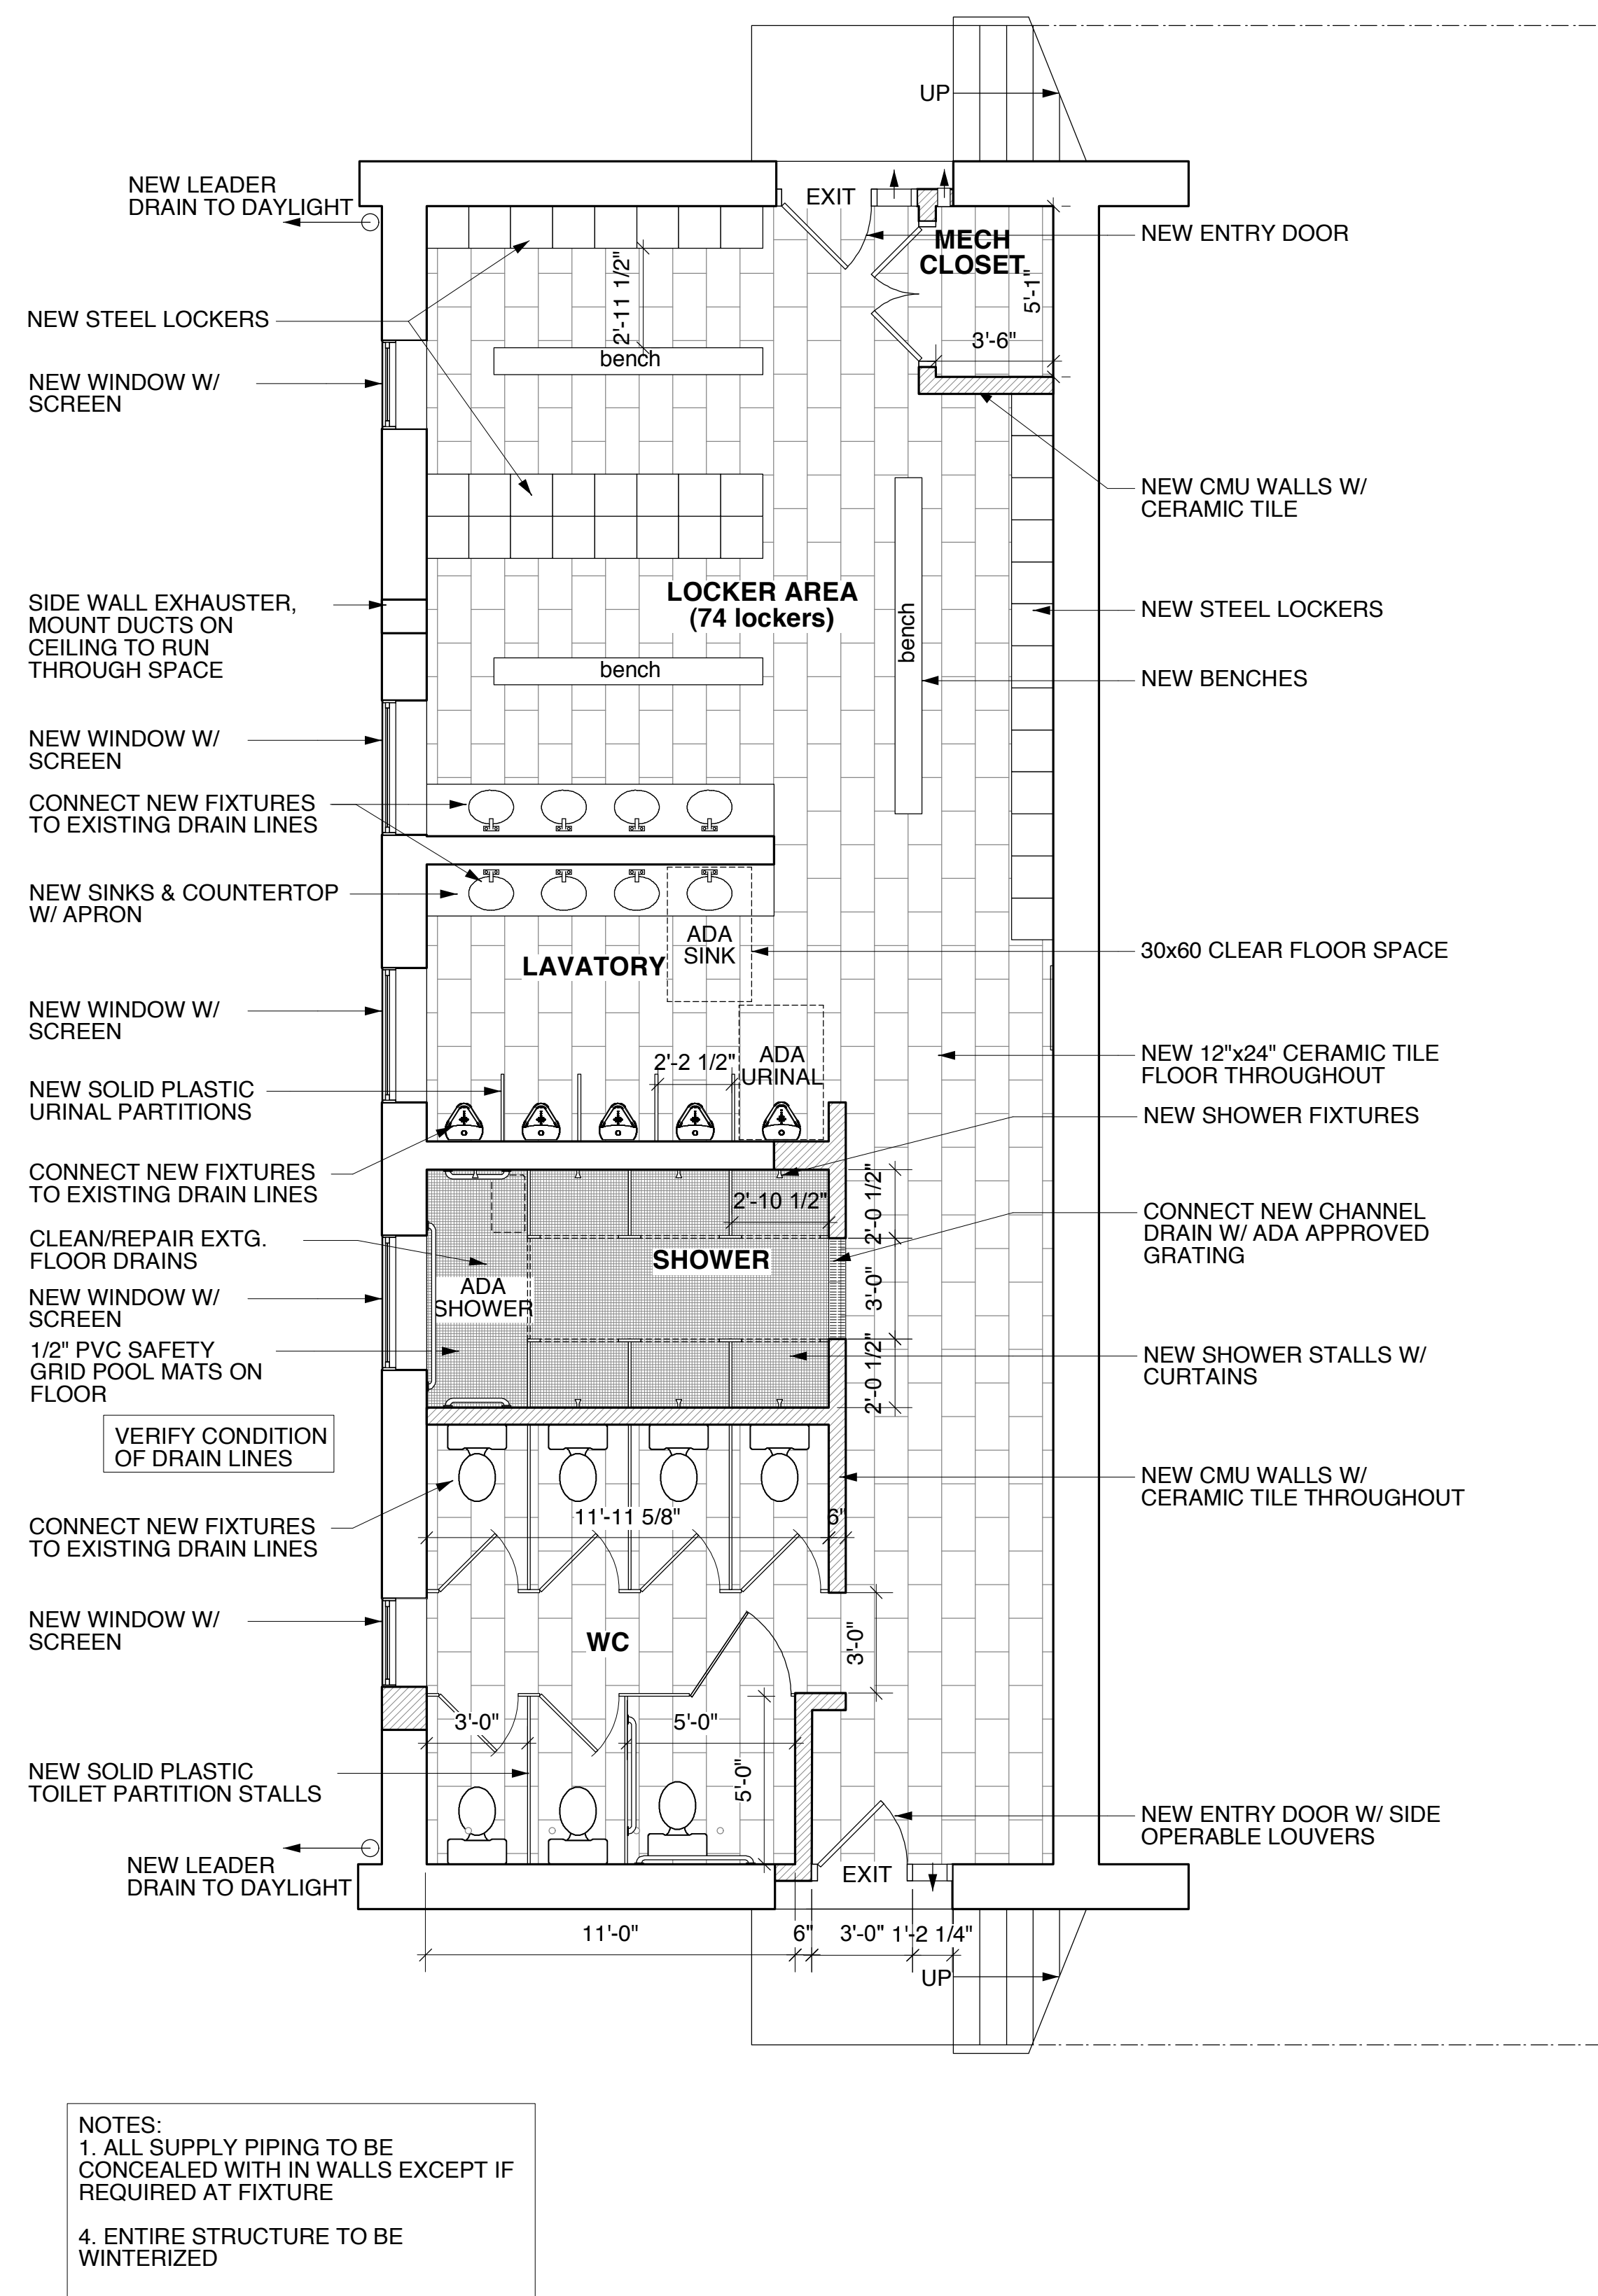 UP
NEW LEADER
DRAIN TO DAYLIGHT
EXIT
MECH
CLOSET
NEW ENTRY DOOR
2'-11 1/2"
5'-1"
NEW STEEL LOCKERS
3'-6"
bench
NEW WINDOW W/
SCREEN
NEW CMU WALLS W/
CERAMIC TILE
SIDE WALL EXHAUSTER,
MOUNT DUCTS ON
CEILING TO RUN
THROUGH SPACE
LOCKER AREA
(74 lockers)
NEW STEEL LOCKERS
bench
bench
NEW BENCHES
NEW WINDOW W/
SCREEN
CONNECT NEW FIXTURES
TO EXISTING DRAIN LINES
NEW SINKS & COUNTERTOP
W/ APRON
ADA
SINK
LAVATORY
30x60 CLEAR FLOOR SPACE
NEW WINDOW W/
SCREEN
2'-2 1/2"
ADA
URINAL
NEW 12"x24" CERAMIC TILE
FLOOR THROUGHOUT
NEW SOLID PLASTIC
URINAL PARTITIONS
NEW SHOWER FIXTURES
CONNECT NEW FIXTURES
TO EXISTING DRAIN LINES
2'-10 1/2"
2'-0 1/2"
CONNECT NEW CHANNEL
DRAIN W/ ADA APPROVED
GRATING
CLEAN/REPAIR EXTG.
FLOOR DRAINS
SHOWER
ADA
SHOWER
3'-0"
NEW WINDOW W/
SCREEN
1/2" PVC SAFETY
GRID POOL MATS ON
FLOOR
2'-0 1/2"
NEW SHOWER STALLS W/
CURTAINS
VERIFY CONDITION
OF DRAIN LINES
NEW CMU WALLS W/
CERAMIC TILE THROUGHOUT
CONNECT NEW FIXTURES
TO EXISTING DRAIN LINES
11'-11 5/8"
6"
NEW WINDOW W/
SCREEN
WC
3'-0"
3'-0"
5'-0"
5'-0"
NEW SOLID PLASTIC
TOILET PARTITION STALLS
NEW ENTRY DOOR W/ SIDE
OPERABLE LOUVERS
NEW LEADER
DRAIN TO DAYLIGHT
EXIT
11'-0"
6"
3'-0"
1'-2 1/4"
UP
NOTES:
1. ALL SUPPLY PIPING TO BE
CONCEALED WITH IN WALLS EXCEPT IF
REQUIRED AT FIXTURE
4. ENTIRE STRUCTURE TO BE
WINTERIZED